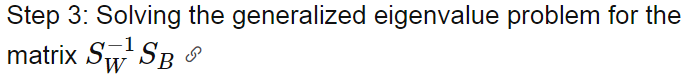 Step 3: Solving the generalized eigenvalue problem for the
matrix $S_W^{-1} S_B$